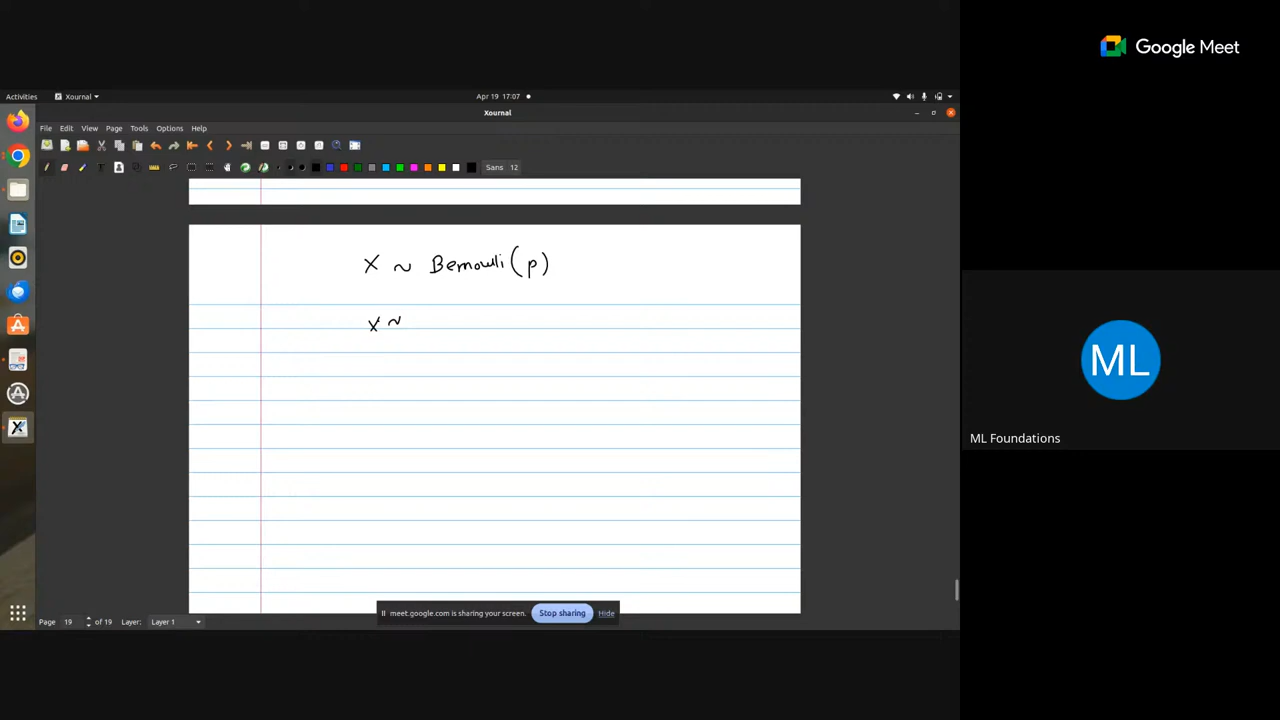 Google Meet
Activities
Xournal
Apr 19 17:07
Xournal
File Edit View Page Tools Options Help
Sans 12
X ~ Bernoulli (p)
X ~
ML
ML Foundations
meet.google.com is sharing your screen.
Stop sharing
Hide
Page 19 of 19 Layer: Layer 1